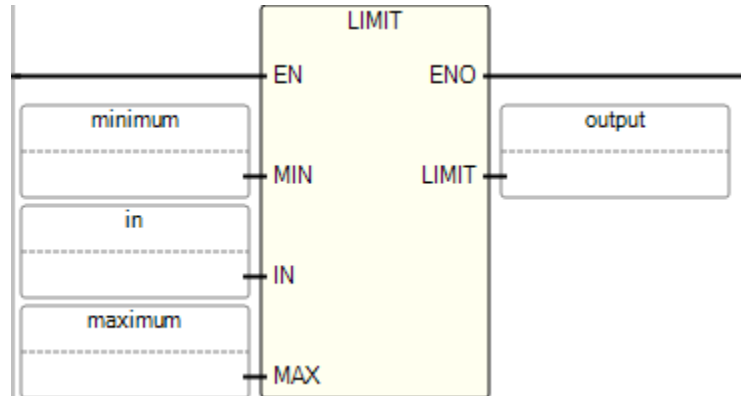 LIMIT
EN ENO
minimum output
MIN LIMIT
in
IN
maximum
MAX